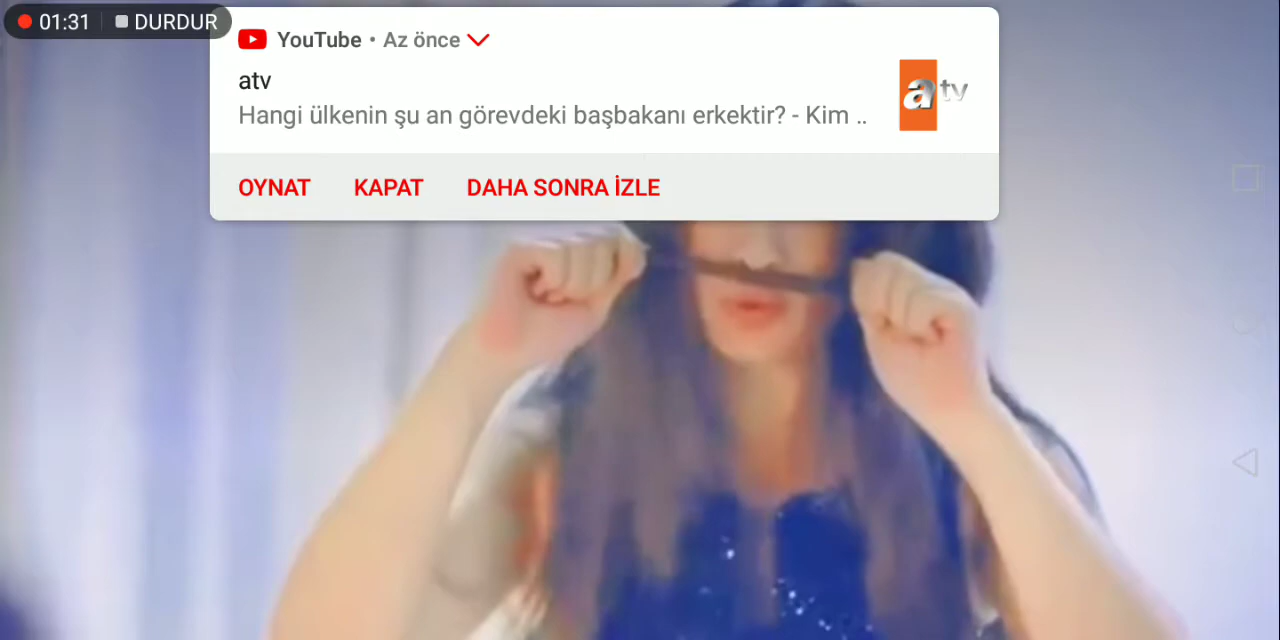 01:31 DURDUR
YouTube • Az önce
atv
Hangi ülkenin şu an görevdeki başbakanı erkektir? - Kim ..
atv
OYNAT KAPAT DAHA SONRA İZLE